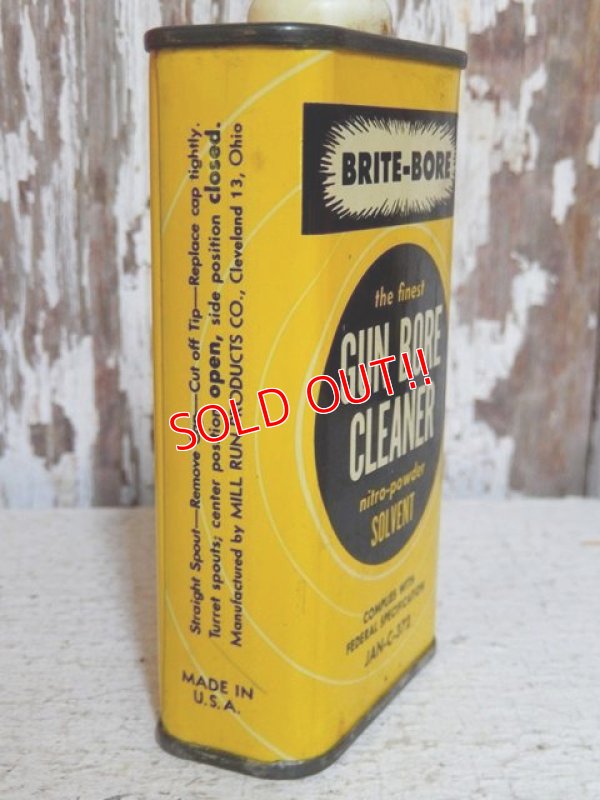 Straight Spout—Remove Cut off Tip—Replace cap tightly.
Turret spouts; center position open, side position closed.
Manufactured by MILL RUN PRODUCTS CO., Cleveland 13, Ohio
MADE IN
U.S.A.
BRITE-BORE
the finest
GUN BORE
CLEANER
nitro-powder
SOLVENT
COMPLIES WITH
FEDERAL SPECIFICATION
SOLD OUT!!